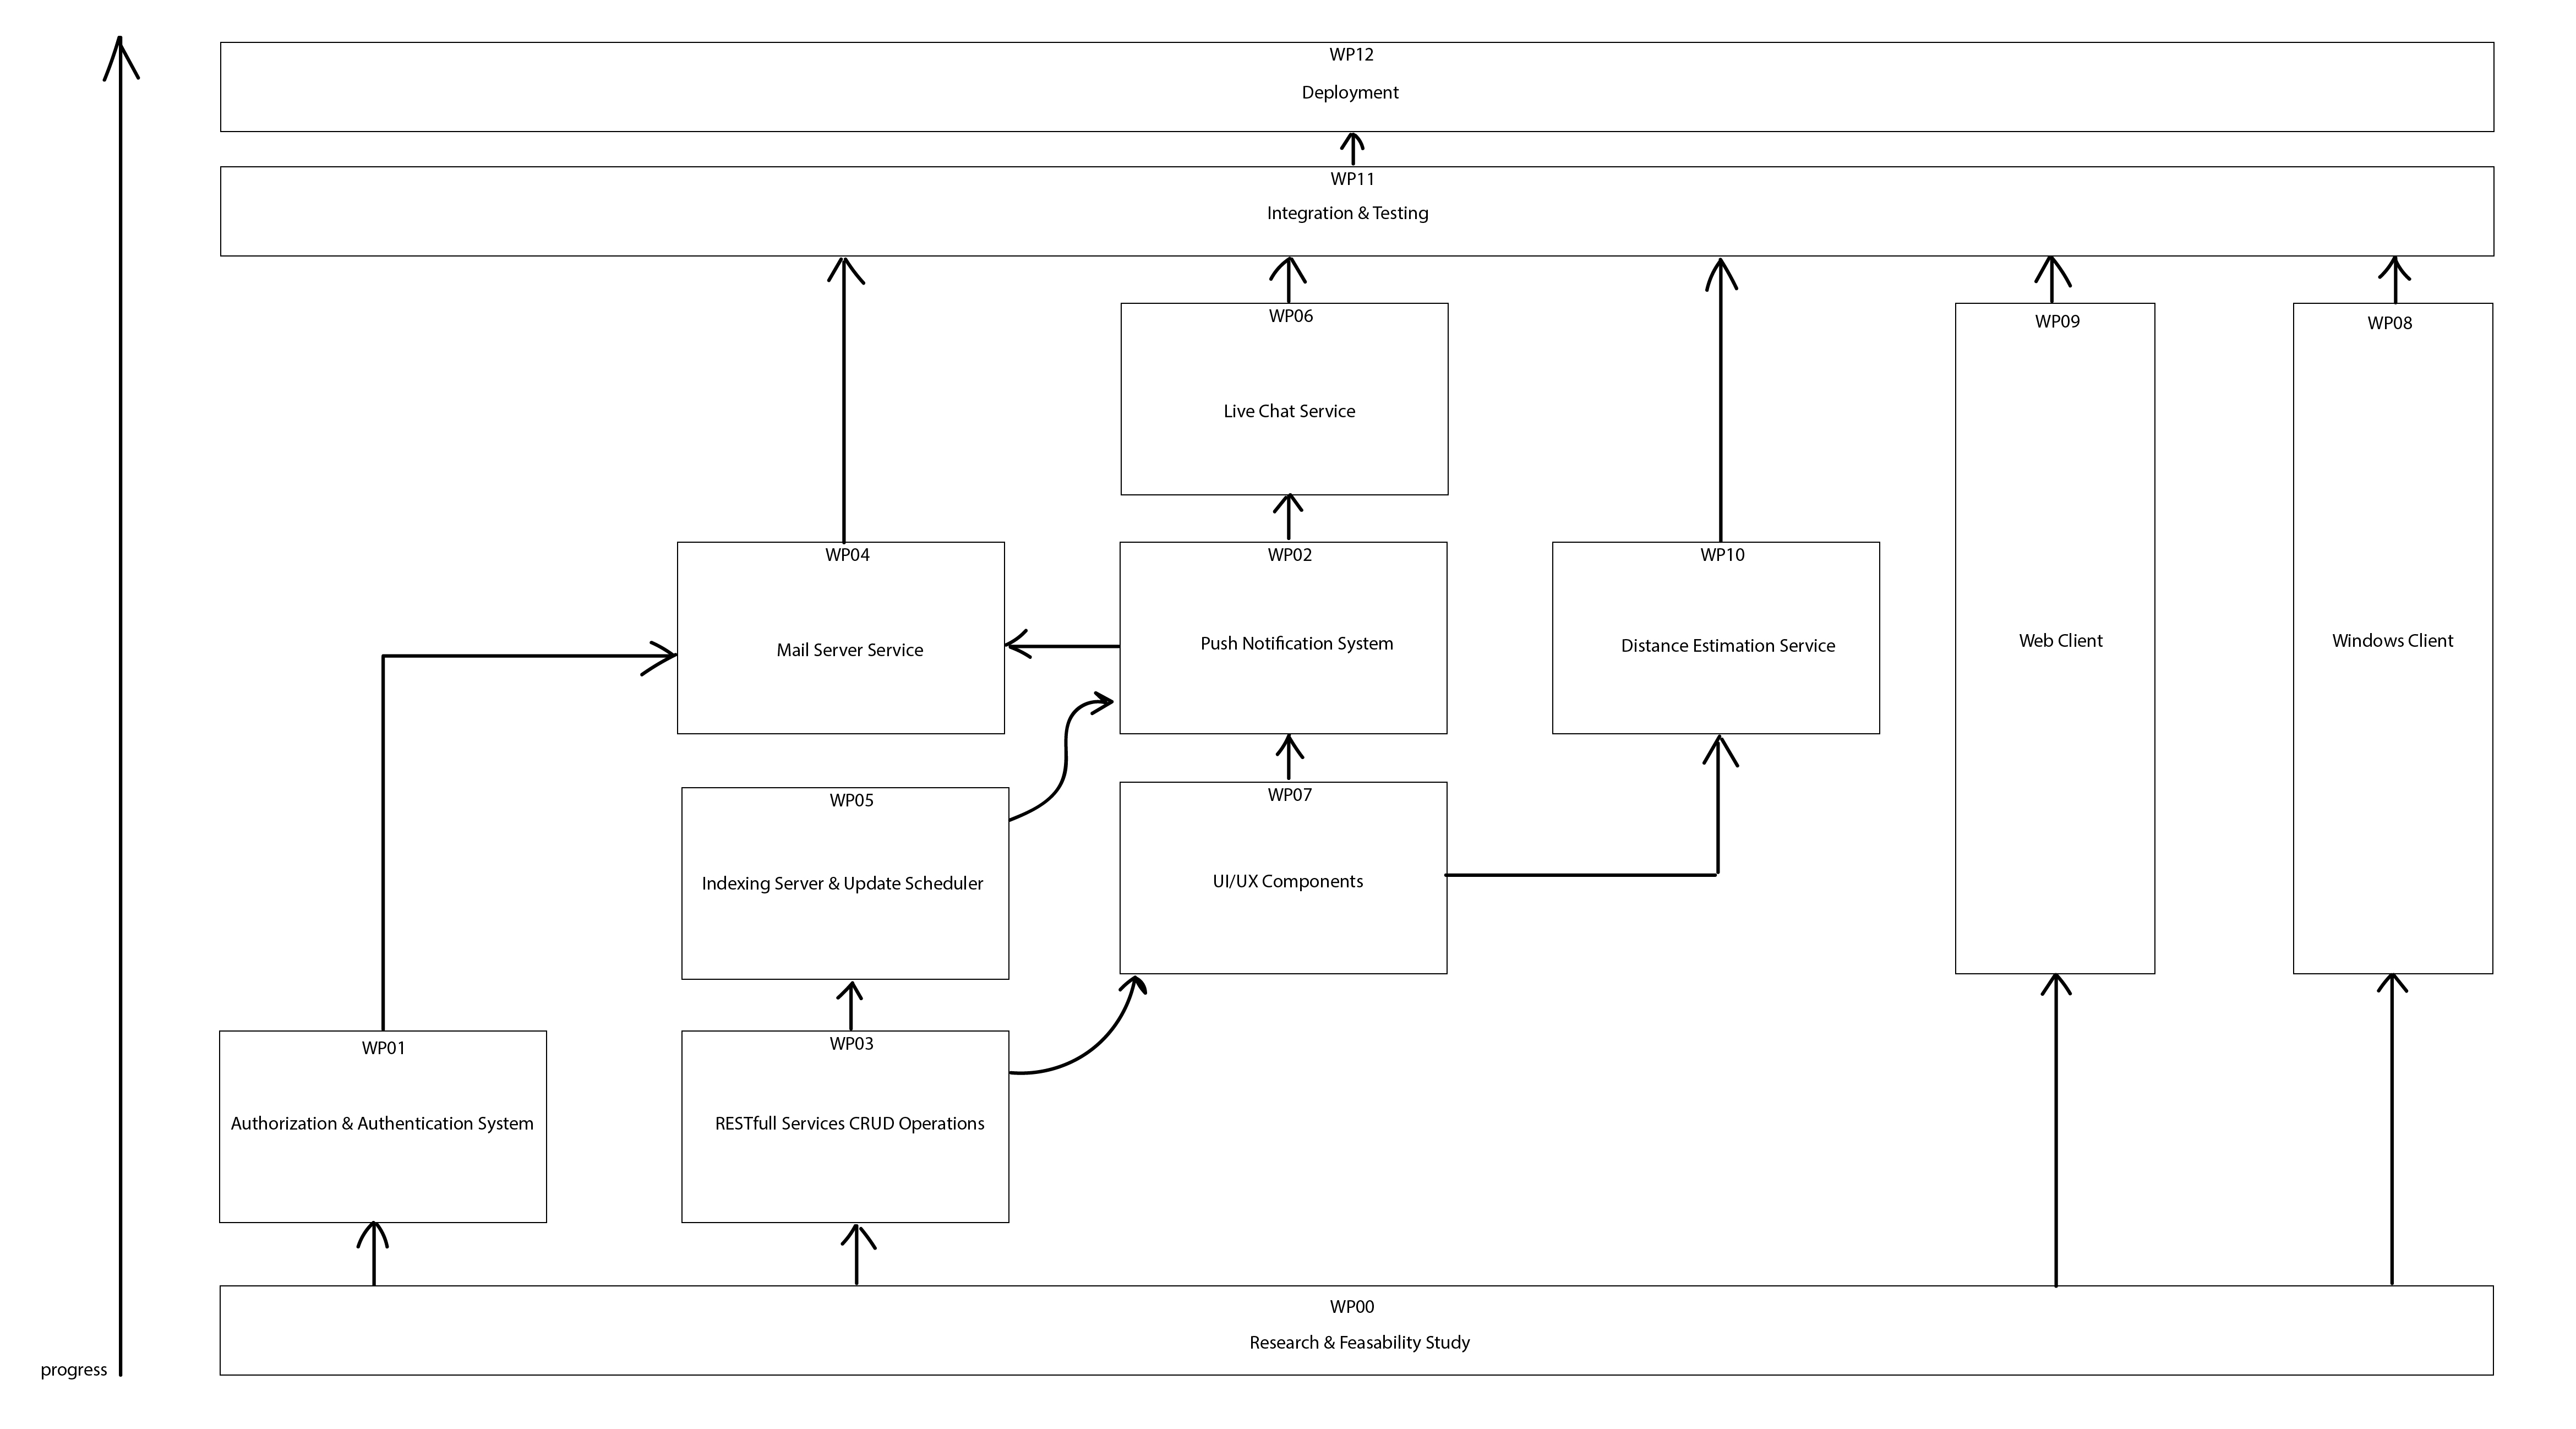 WP12
Deployment
WP11
Integration & Testing
WP06
Live Chat Service
WP09
Web Client
WP08
Windows Client
WP04
Mail Server Service
WP02
Push Notification System
WP10
Distance Estimation Service
WP05
Indexing Server & Update Scheduler
WP07
UI/UX Components
WP01
Authorization & Authentication System
WP03
RESTfull Services CRUD Operations
WP00
Research & Feasability Study
progress